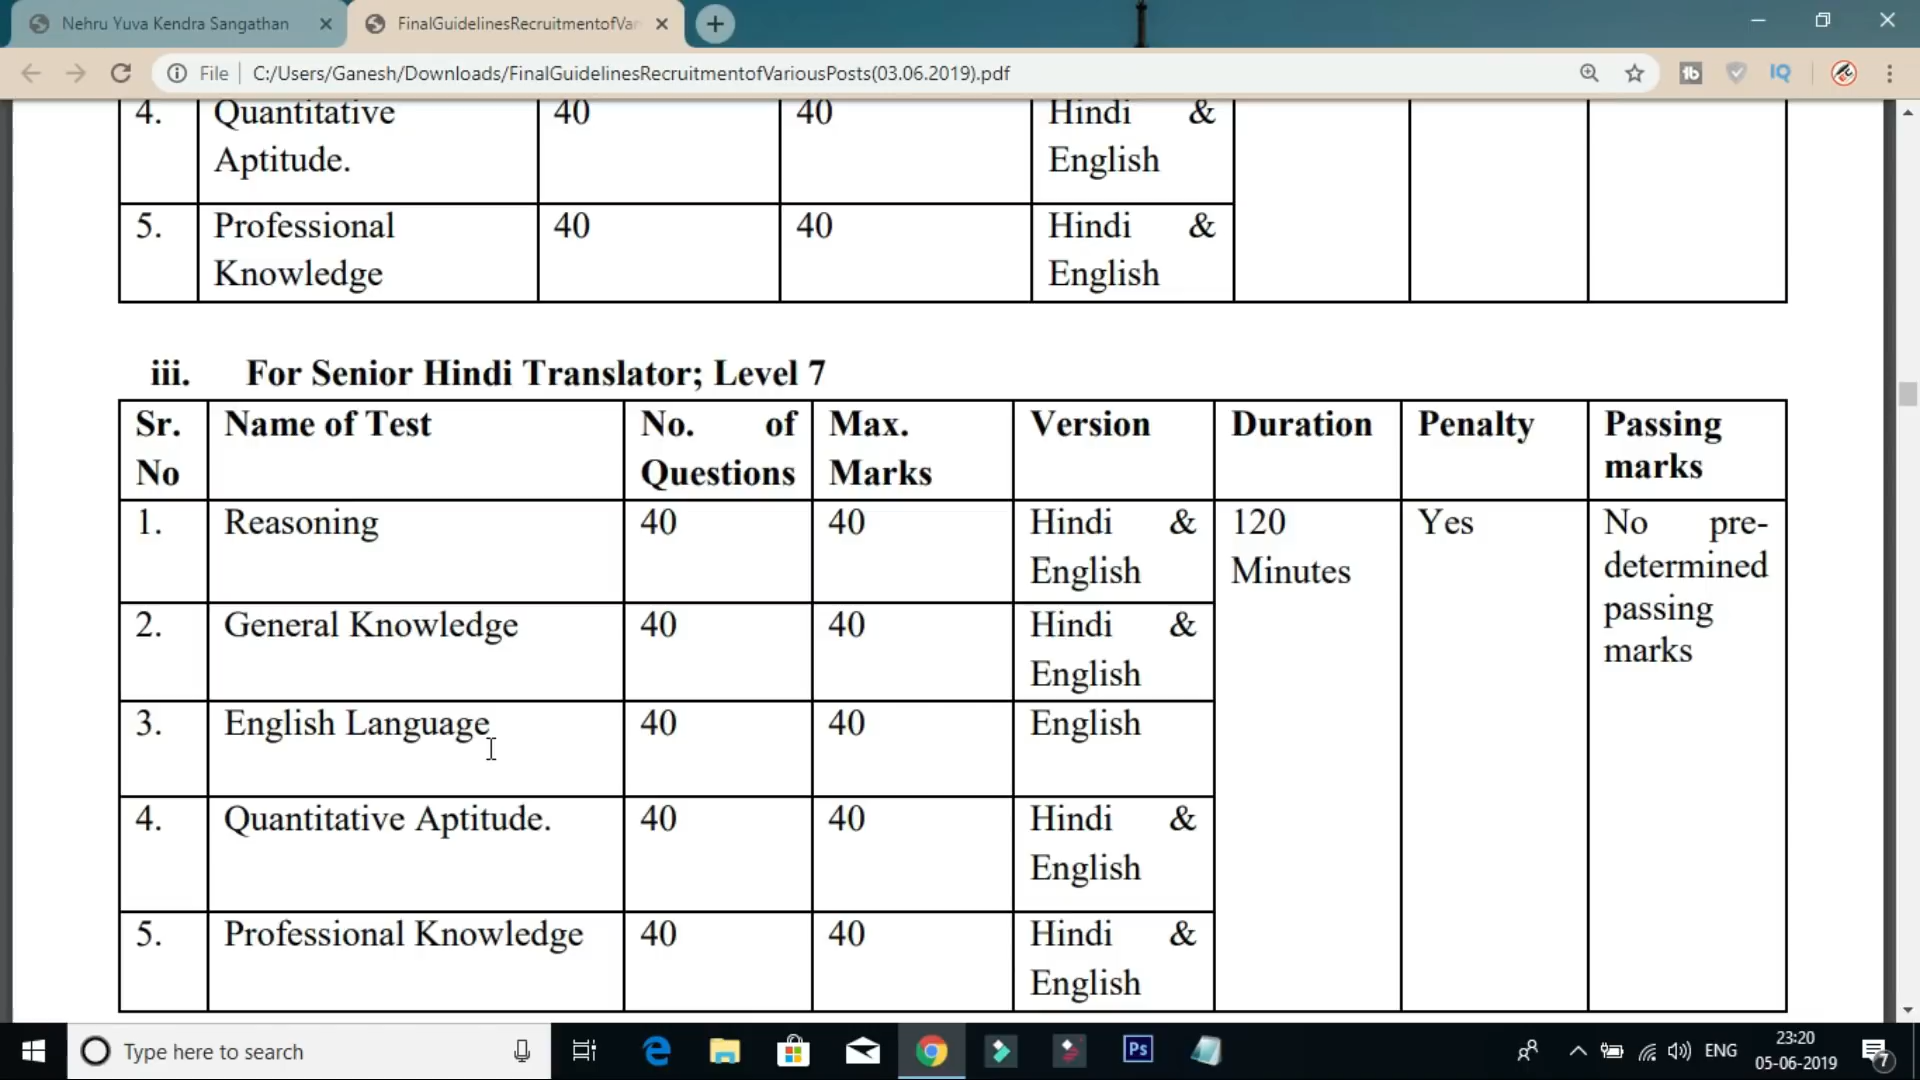 Nehru Yuva Kendra Sangathan
FinalGuidelinesRecruitmentofVar
File C:/Users/Ganesh/Downloads/FinalGuidelinesRecruitmentofVariousPosts(03.06.2019).pdf
4. Quantitative 40 40 Hindi &
Aptitude. English
5. Professional 40 40 Hindi &
Knowledge English
iii. For Senior Hindi Translator; Level 7
Sr. Name of Test No. of Max. Version Duration Penalty Passing
No Questions Marks marks
1. Reasoning 40 40 Hindi & 120 Yes No pre-
English Minutes determined
passing
marks
2. General Knowledge 40 40 Hindi &
English
3. English Language 40 40 English
4. Quantitative Aptitude. 40 40 Hindi &
English
5. Professional Knowledge 40 40 Hindi &
English
Type here to search
Ps
ENG
23:20
05-06-2019
7
tb
IQ